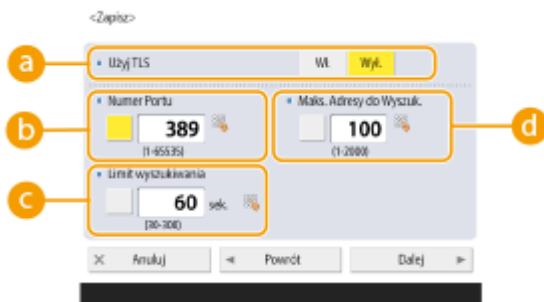 <Zapisz>
a
Użyj TLS
Wł. Wył.
b
Numer Portu
389
(1-65535)
Maks. Adresy do Wyszuk.
100
(1-2000)
d
c
Limit wyszukiwania
60 sek.
(30-300)
Anuluj Powrót Dalej